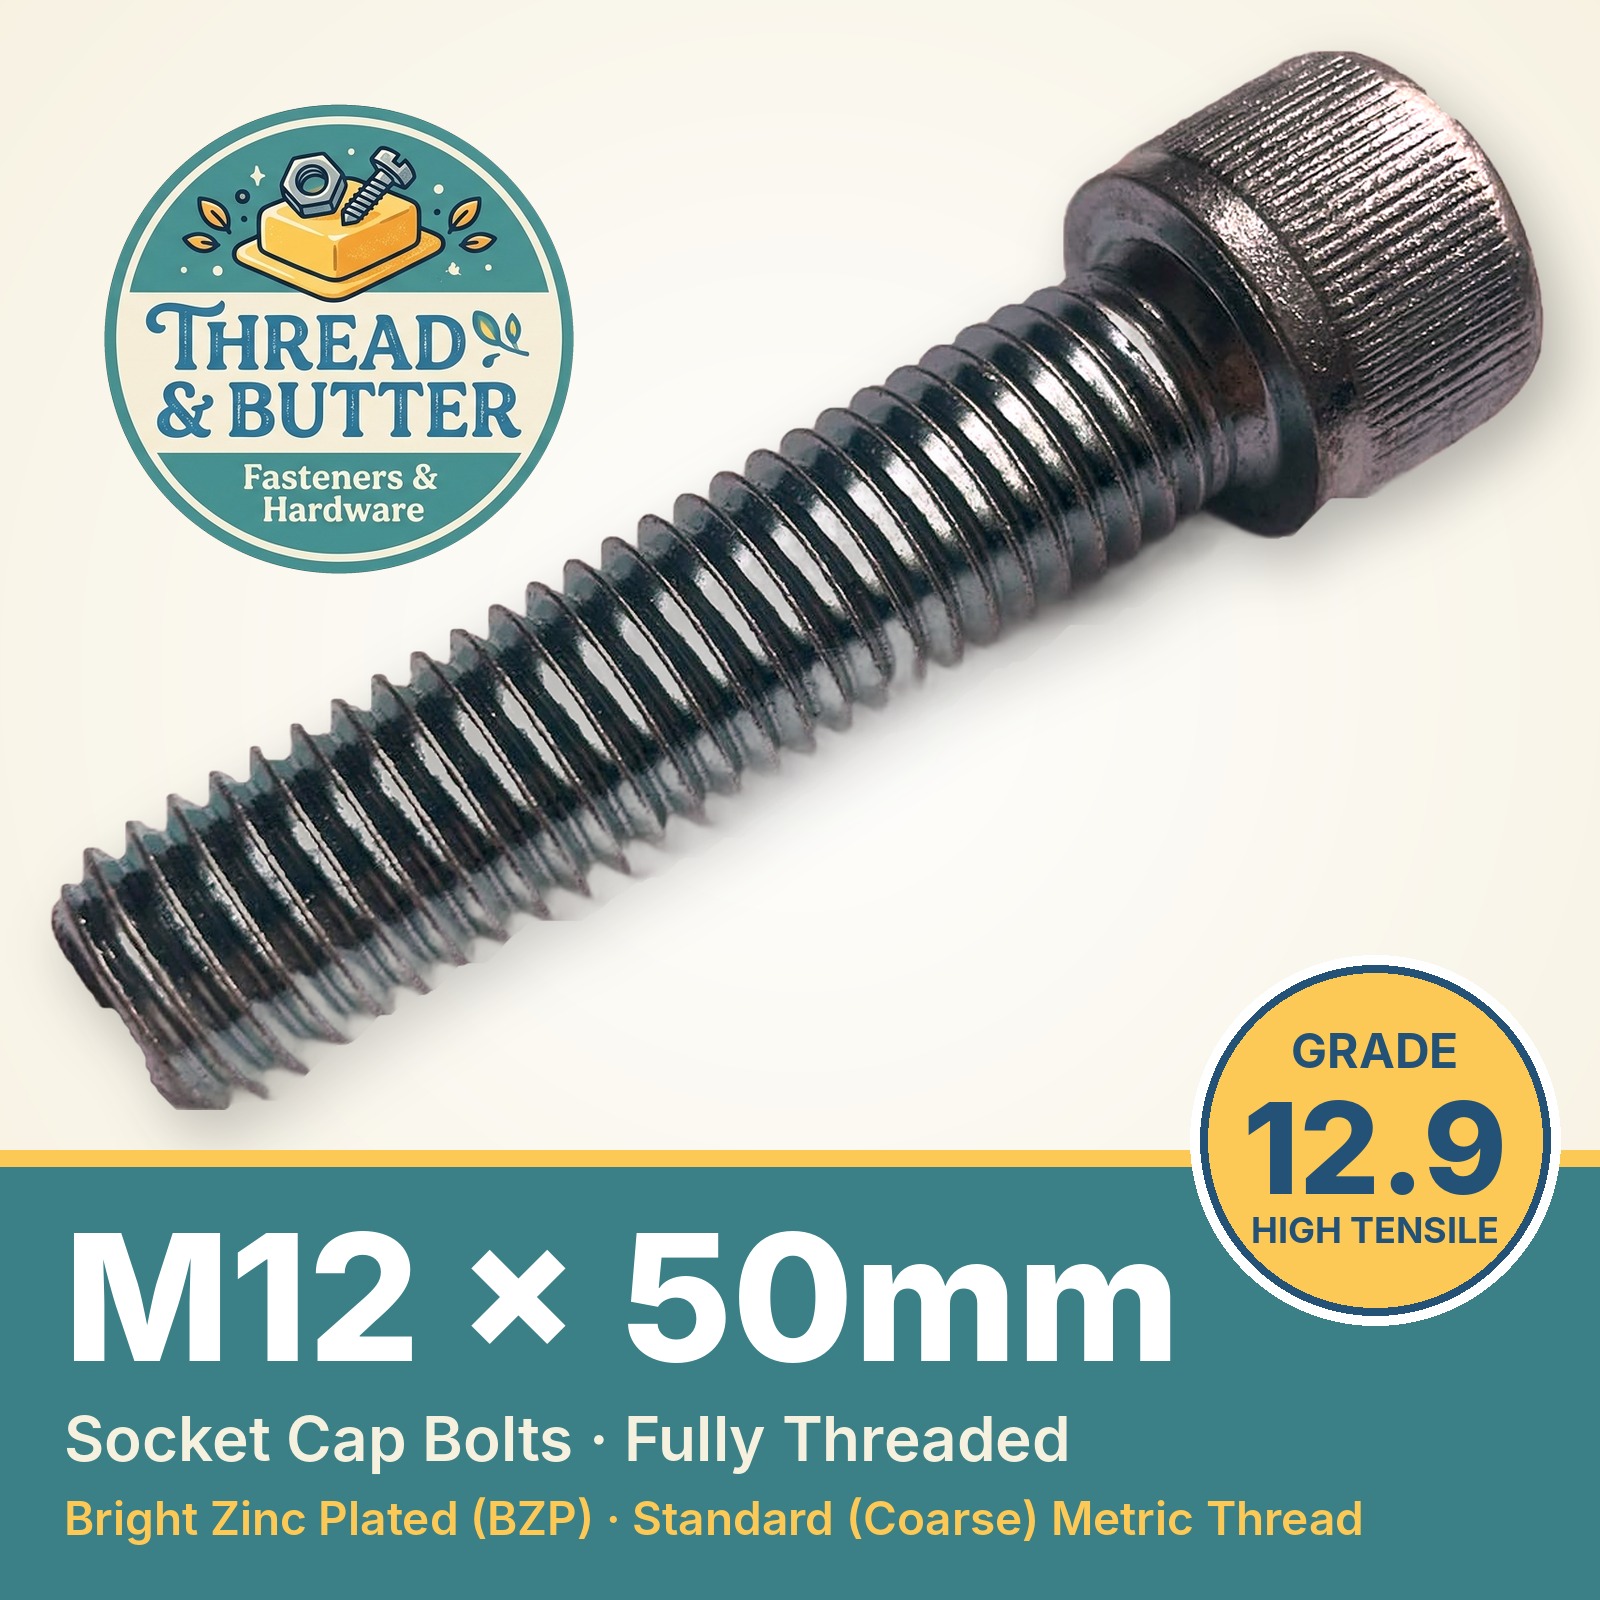 THREAD
& BUTTER
Fasteners &
Hardware
GRADE
12.9
HIGH TENSILE
M12 × 50mm
Socket Cap Bolts · Fully Threaded
Bright Zinc Plated (BZP) · Standard (Coarse) Metric Thread